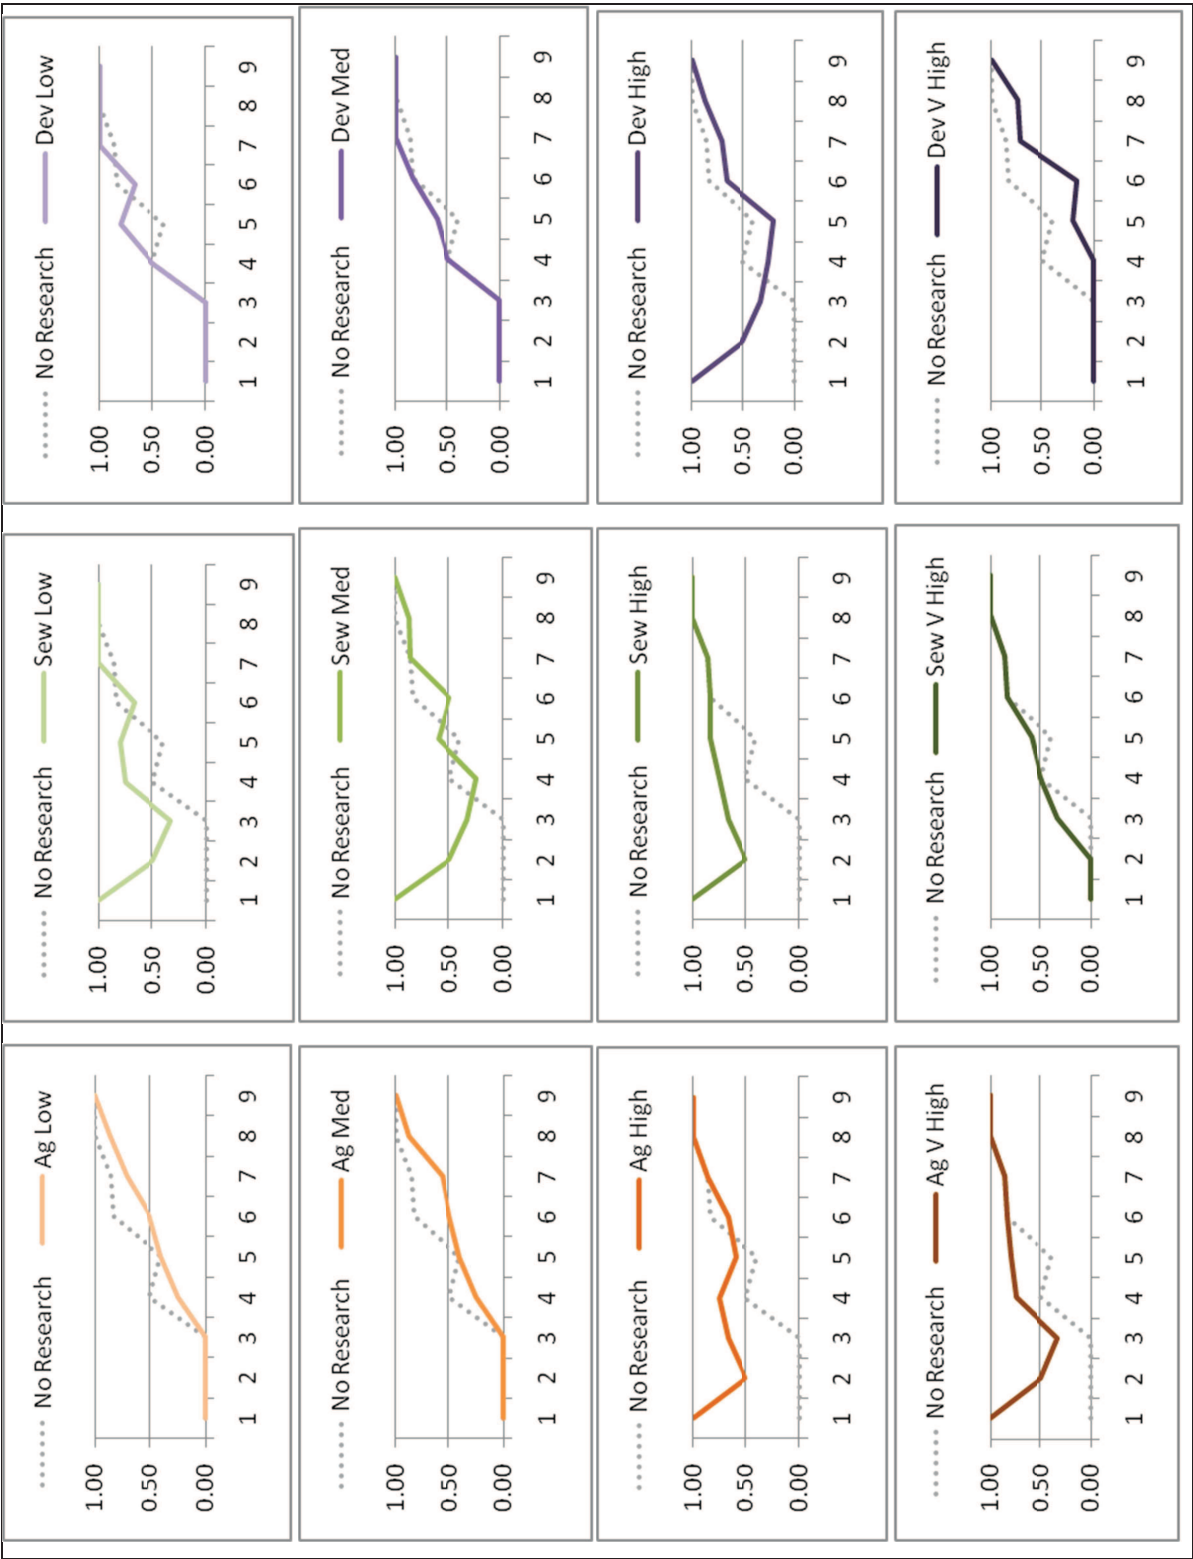 No Research Ag Low
1.00
0.50
0.00
1 2 3 4 5 6 7 8 9
No Research Sew Low
1.00
0.50
0.00
1 2 3 4 5 6 7 8 9
No Research Dev Low
1.00
0.50
0.00
1 2 3 4 5 6 7 8 9
No Research Ag Med
1.00
0.50
0.00
1 2 3 4 5 6 7 8 9
No Research Sew Med
1.00
0.50
0.00
1 2 3 4 5 6 7 8 9
No Research Dev Med
1.00
0.50
0.00
1 2 3 4 5 6 7 8 9
No Research Ag High
1.00
0.50
0.00
1 2 3 4 5 6 7 8 9
No Research Sew High
1.00
0.50
0.00
1 2 3 4 5 6 7 8 9
No Research Dev High
1.00
0.50
0.00
1 2 3 4 5 6 7 8 9
No Research Ag V High
1.00
0.50
0.00
1 2 3 4 5 6 7 8 9
No Research Sew V High
1.00
0.50
0.00
1 2 3 4 5 6 7 8 9
No Research Dev V High
1.00
0.50
0.00
1 2 3 4 5 6 7 8 9